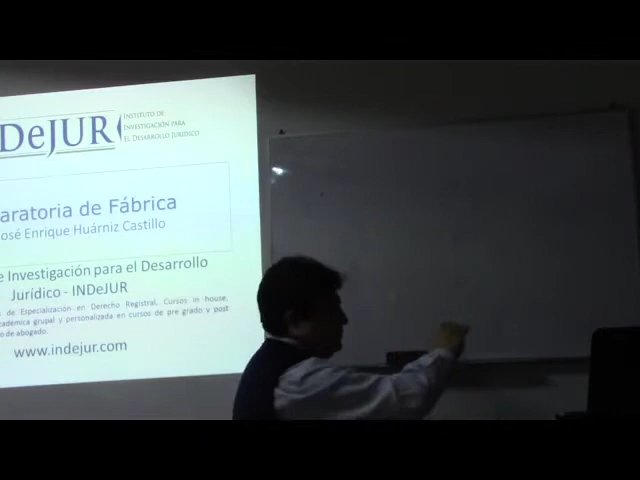 DeJUR
INSTITUTO DE
INVESTIGACIÓN PARA
EL DESARROLLO JURÍDICO
aratoria de Fábrica
José Enrique Huárniz Castillo
e Investigación para el Desarrollo
Jurídico - INDeJUR
de Especialización en Derecho Registral, Cursos in house,
académica grupal y personalizada en cursos de pre grado y post
o de abogado.
www.indejur.com